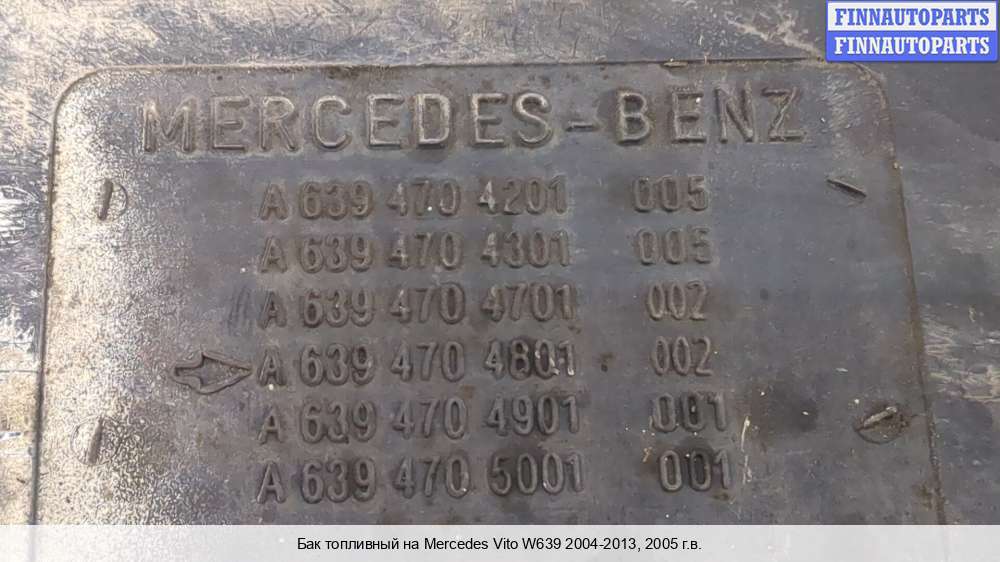 FINNAUTOPARTS
FINNAUTOPARTS
MERCEDES-BENZ
A 639 470 4201 005
A 639 470 4301 005
A 639 470 4701 002
A 639 470 4801 002
A 639 470 4901 001
A 639 470 5001 001
Бак топливный на Mercedes Vito W639 2004-2013, 2005 г.в.